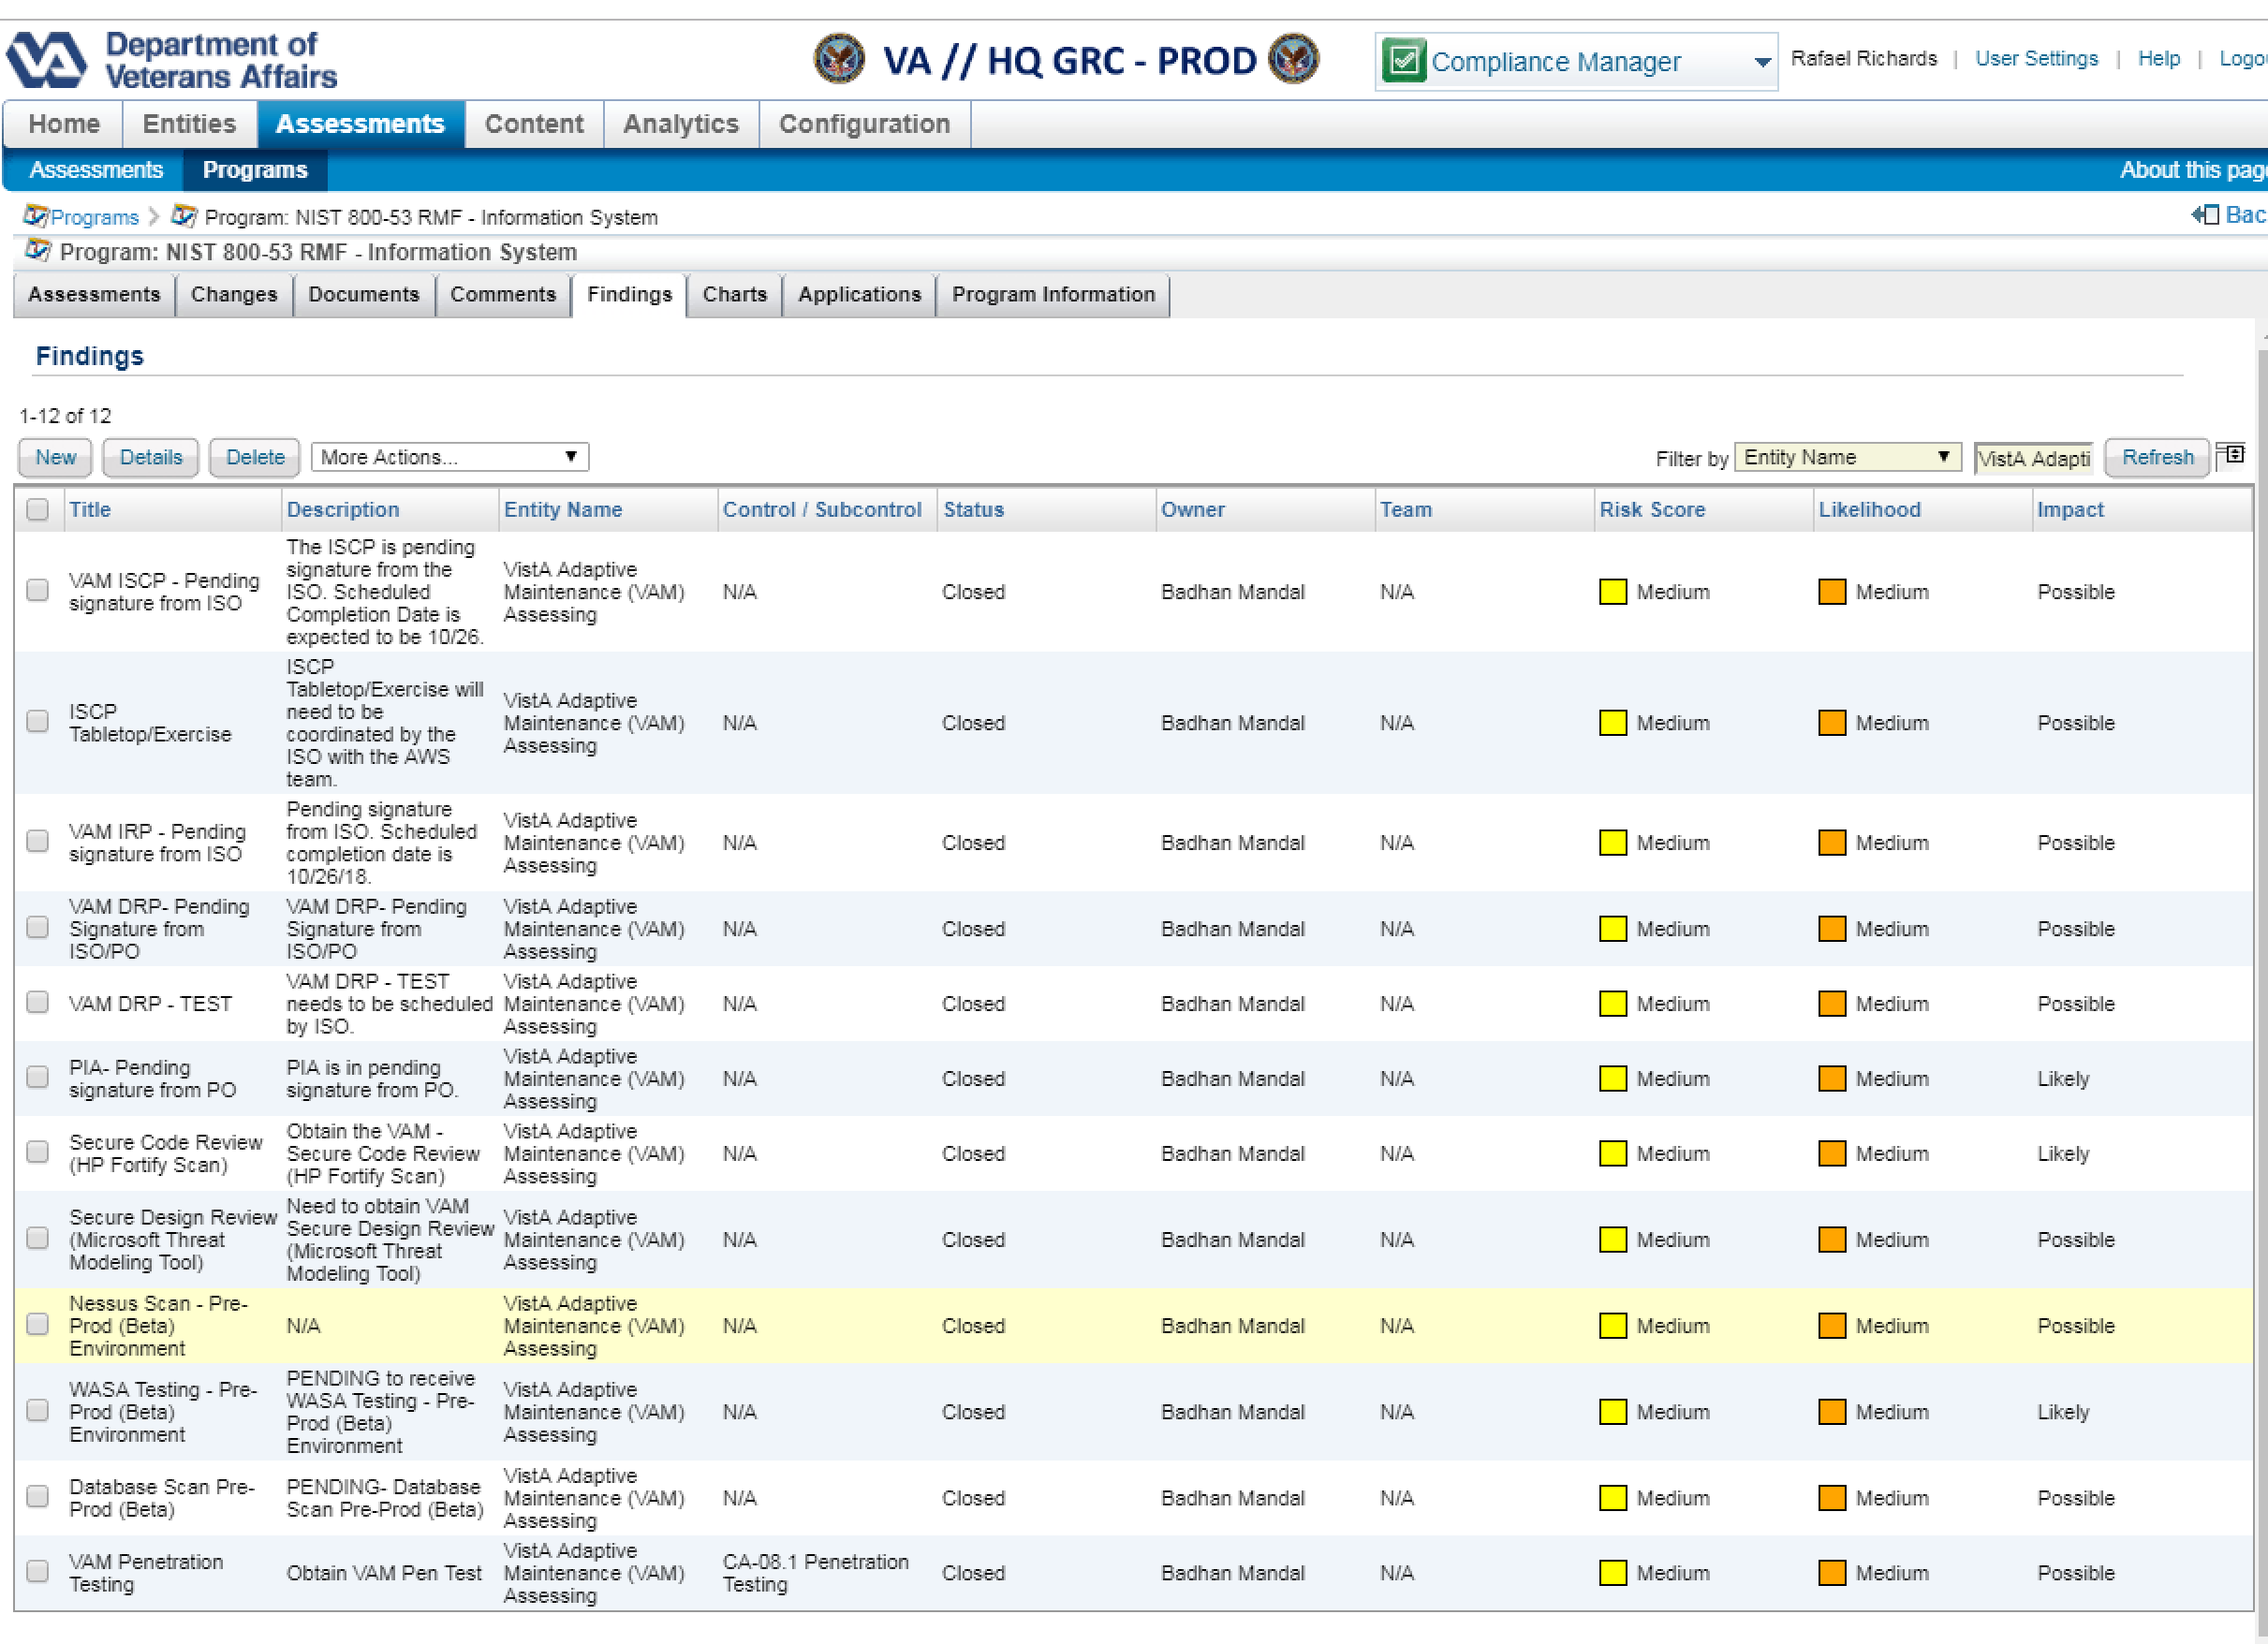 Department of
Veterans Affairs
VA // HQ GRC - PROD
Compliance Manager
Rafael Richards | User Settings | Help | Logou
Home Entities Assessments Content Analytics Configuration
Assessments Programs About this page
Programs > Program: NIST 800-53 RMF - Information System Bac
Program: NIST 800-53 RMF - Information System
Assessments Changes Documents Comments Findings Charts Applications Program Information
Findings
1-12 of 12
New Details Delete More Actions... Filter by Entity Name VistA Adapti Refresh
Title Description Entity Name Control / Subcontrol Status Owner Team Risk Score Likelihood Impact
VAM ISCP - Pending
signature from ISO
The ISCP is pending
signature from the
ISO. Scheduled
Completion Date is
expected to be 10/26.
VistA Adaptive
Maintenance (VAM)
Assessing
N/A Closed Badhan Mandal N/A Medium Medium Possible
ISCP
Tabletop/Exercise
ISCP
Tabletop/Exercise will
need to be
coordinated by the
ISO with the AWS
team.
VistA Adaptive
Maintenance (VAM)
Assessing
N/A Closed Badhan Mandal N/A Medium Medium Possible
VAM IRP - Pending
signature from ISO
Pending signature
from ISO. Scheduled
completion date is
10/26/18.
VistA Adaptive
Maintenance (VAM)
Assessing
N/A Closed Badhan Mandal N/A Medium Medium Possible
VAM DRP- Pending
Signature from
ISO/PO
VAM DRP- Pending
Signature from
ISO/PO
VistA Adaptive
Maintenance (VAM)
Assessing
N/A Closed Badhan Mandal N/A Medium Medium Possible
VAM DRP - TEST
VAM DRP - TEST
needs to be scheduled
by ISO.
VistA Adaptive
Maintenance (VAM)
Assessing
N/A Closed Badhan Mandal N/A Medium Medium Possible
PIA- Pending
signature from PO
PIA is in pending
signature from PO.
VistA Adaptive
Maintenance (VAM)
Assessing
N/A Closed Badhan Mandal N/A Medium Medium Likely
Secure Code Review
(HP Fortify Scan)
Obtain the VAM -
Secure Code Review
(HP Fortify Scan)
VistA Adaptive
Maintenance (VAM)
Assessing
N/A Closed Badhan Mandal N/A Medium Medium Likely
Secure Design Review
(Microsoft Threat
Modeling Tool)
Need to obtain VAM
Secure Design Review
(Microsoft Threat
Modeling Tool)
VistA Adaptive
Maintenance (VAM)
Assessing
N/A Closed Badhan Mandal N/A Medium Medium Possible
Nessus Scan - Pre-
Prod (Beta)
Environment
N/A
VistA Adaptive
Maintenance (VAM)
Assessing
N/A Closed Badhan Mandal N/A Medium Medium Possible
WASA Testing - Pre-
Prod (Beta)
Environment
PENDING to receive
WASA Testing - Pre-
Prod (Beta)
Environment
VistA Adaptive
Maintenance (VAM)
Assessing
N/A Closed Badhan Mandal N/A Medium Medium Likely
Database Scan Pre-
Prod (Beta)
PENDING- Database
Scan Pre-Prod (Beta)
VistA Adaptive
Maintenance (VAM)
Assessing
N/A Closed Badhan Mandal N/A Medium Medium Possible
VAM Penetration
Testing
Obtain VAM Pen Test
VistA Adaptive
Maintenance (VAM)
Assessing
CA-08.1 Penetration
Testing
Closed Badhan Mandal N/A Medium Medium Possible